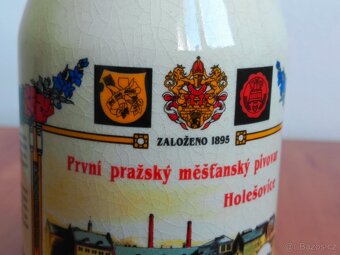 ZALOŽENO 1895
První pražský měšťanský pivovar
Holešovice